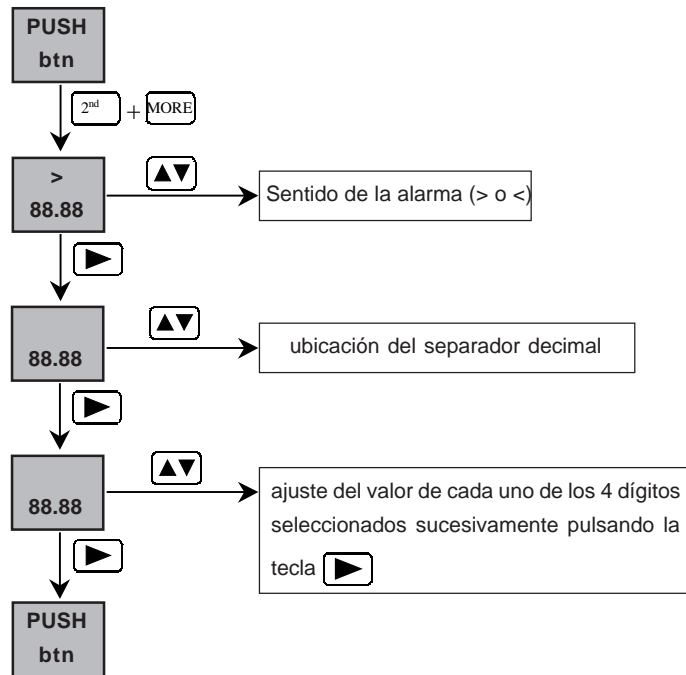 PUSH
btn
2nd + MORE
>
88.88
▲▼
Sentido de la alarma (> o <)
►
88.88
▲▼
ubicación del separador decimal
►
88.88
▲▼
ajuste del valor de cada uno de los 4 dígitos
seleccionados sucesivamente pulsando la
tecla ►
►
PUSH
btn